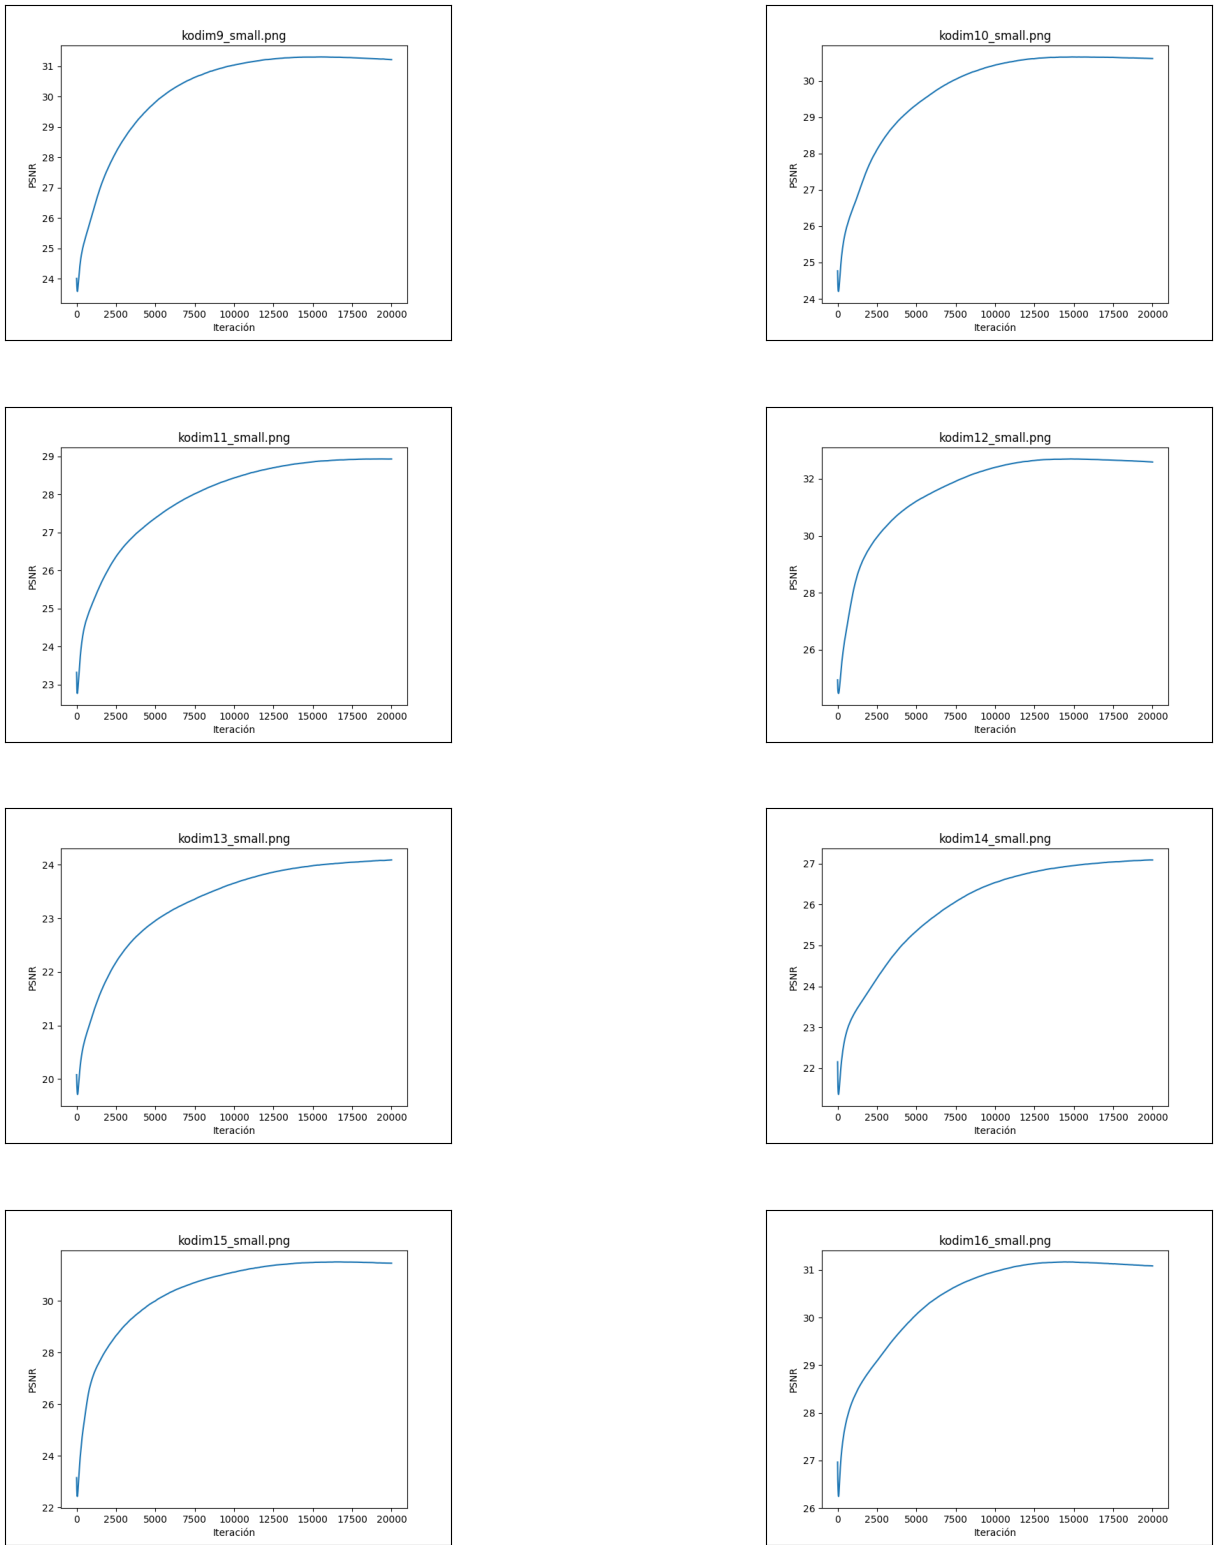 kodim9_small.png
31
30
29
28
27
26
25
24
PSNR
0 2500 5000 7500 10000 12500 15000 17500 20000
Iteración
kodim10_small.png
30
29
28
27
26
25
24
PSNR
0 2500 5000 7500 10000 12500 15000 17500 20000
Iteración
kodim11_small.png
29
28
27
26
25
24
23
PSNR
0 2500 5000 7500 10000 12500 15000 17500 20000
Iteración
kodim12_small.png
32
30
28
26
PSNR
0 2500 5000 7500 10000 12500 15000 17500 20000
Iteración
kodim13_small.png
24
23
22
21
20
PSNR
0 2500 5000 7500 10000 12500 15000 17500 20000
Iteración
kodim14_small.png
27
26
25
24
23
22
PSNR
0 2500 5000 7500 10000 12500 15000 17500 20000
Iteración
kodim15_small.png
30
28
26
24
22
PSNR
0 2500 5000 7500 10000 12500 15000 17500 20000
Iteración
kodim16_small.png
31
30
29
28
27
26
PSNR
0 2500 5000 7500 10000 12500 15000 17500 20000
Iteración